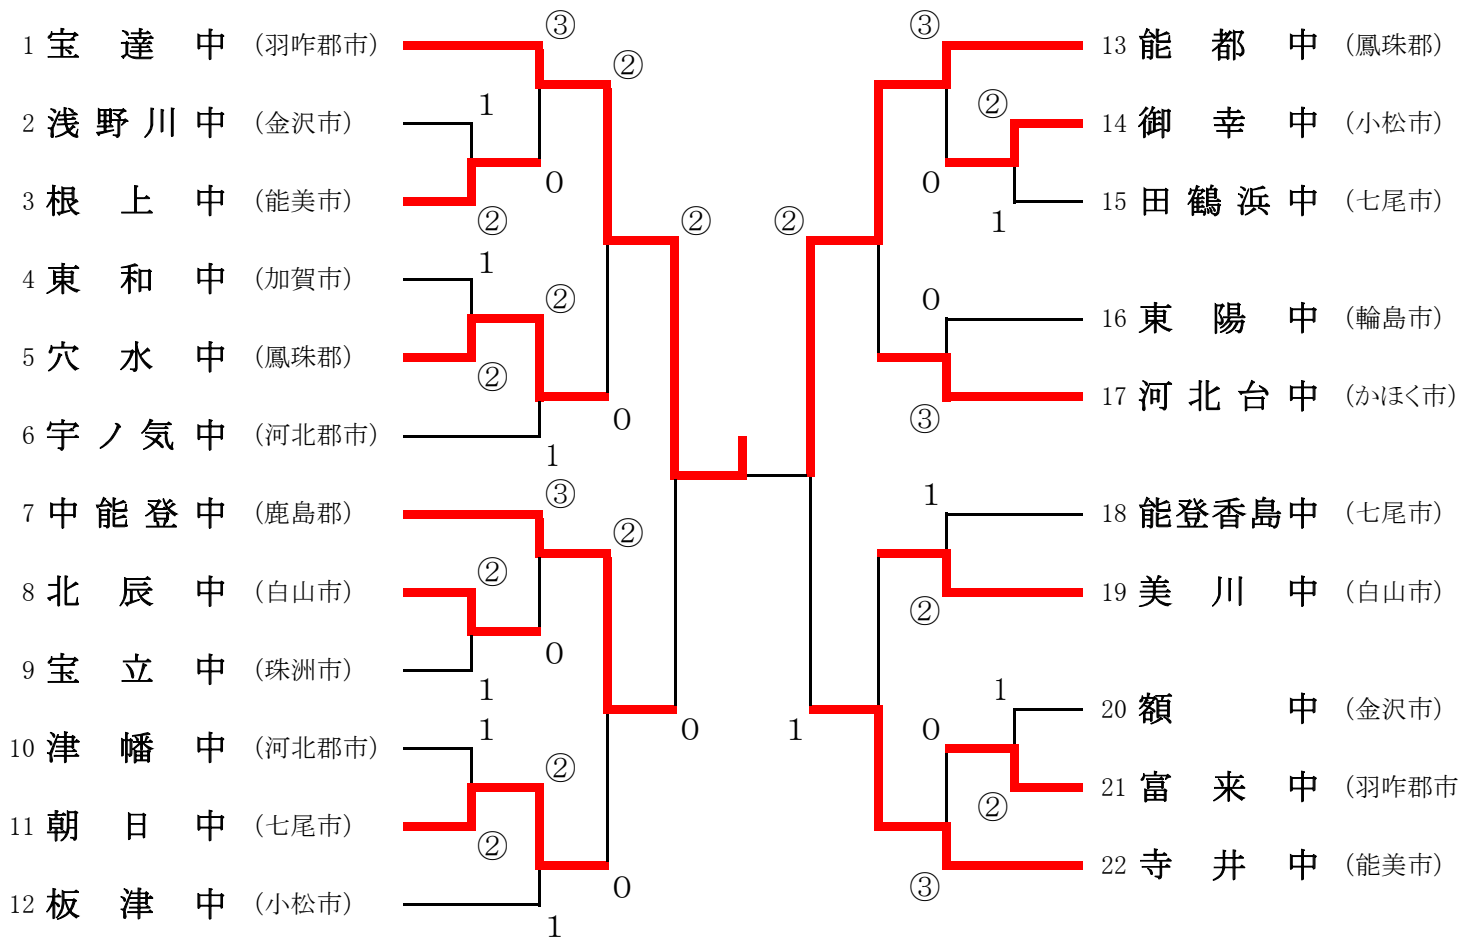 1 宝達中 （羽咋郡市）
2 浅野川中 （金沢市）
3 根上中 （能美市）
4 東和中 （加賀市）
5 穴水中 （鳳珠郡）
6 宇ノ気中 （河北郡市）
7 中能登中 （鹿島郡）
8 北辰中 （白山市）
9 宝立中 （珠洲市）
10 津幡中 （河北郡市）
11 朝日中 （七尾市）
12 板津中 （小松市）
③
②
1
0
②
1
②
②
0
1
②
③
②
②
0
1
1
②
②
0
1
0
②
③
②
0
1
0
③
1
②
1
1
0
②
③
13 能都中 （鳳珠郡）
14 御幸中 （小松市）
15 田鶴浜中 （七尾市）
16 東陽中 （輪島市）
17 河北台中 （かほく市）
18 能登香島中 （七尾市）
19 美川中 （白山市）
20 額中 （金沢市）
21 富来中 （羽咋郡市
22 寺井中 （能美市）